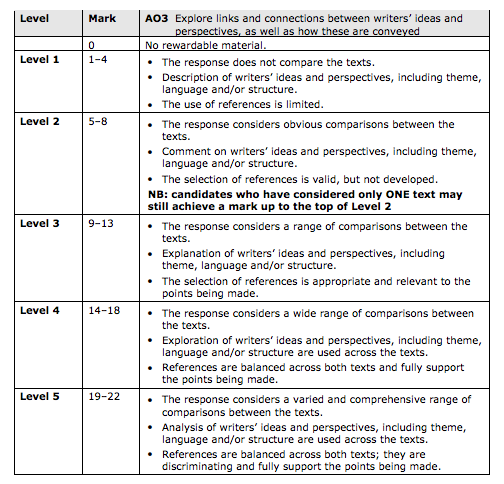 Level Mark AO3 Explore links and connections between writers' ideas and
perspectives, as well as how these are conveyed
0 No rewardable material.
Level 1 1–4 • The response does not compare the texts.
• Description of writers' ideas and perspectives, including theme,
language and/or structure.
• The use of references is limited.
Level 2 5–8 • The response considers obvious comparisons between the
texts.
• Comment on writers' ideas and perspectives, including theme,
language and/or structure.
• The selection of references is valid, but not developed.
NB: candidates who have considered only ONE text may
still achieve a mark up to the top of Level 2
Level 3 9–13 • The response considers a range of comparisons between the
texts.
• Explanation of writers' ideas and perspectives, including
theme, language and/or structure.
• The selection of references is appropriate and relevant to the
points being made.
Level 4 14–18 • The response considers a wide range of comparisons between
the texts.
• Exploration of writers' ideas and perspectives, including theme,
language and/or structure are used across the texts.
• References are balanced across both texts and fully support
the points being made.
Level 5 19–22 • The response considers a varied and comprehensive range of
comparisons between the texts.
• Analysis of writers' ideas and perspectives, including theme,
language and/or structure are used across the texts.
• References are balanced across both texts; they are
discriminating and fully support the points being made.